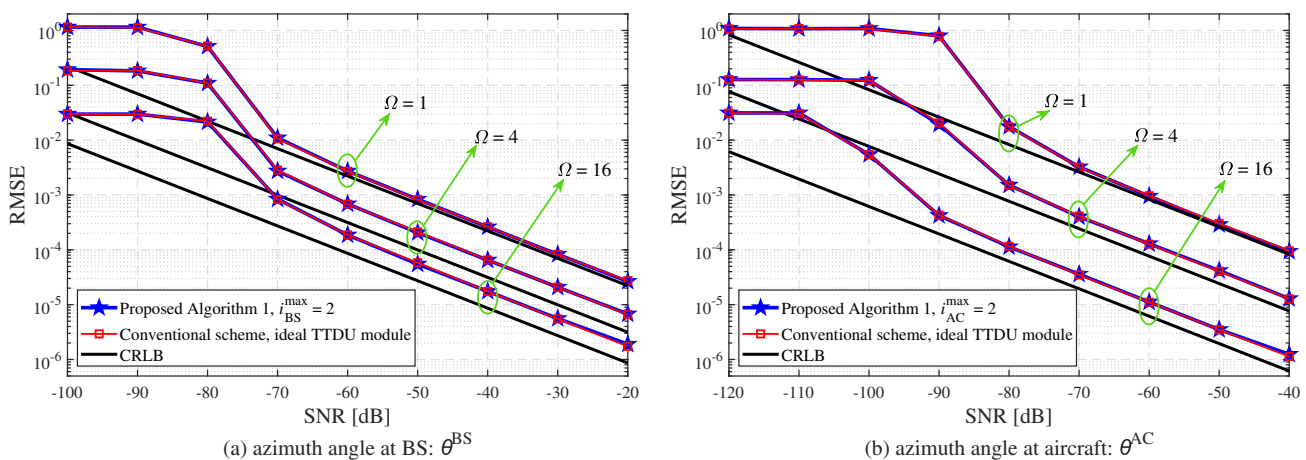 10^0
10^-1
10^-2
10^-3
10^-4
10^-5
10^-6
RMSE
Ω = 1
Ω = 4
Ω = 16
Proposed Algorithm 1, i_BS^max = 2
Conventional scheme, ideal TTDU module
CRLB
-100 -90 -80 -70 -60 -50 -40 -30 -20
SNR [dB]
(a) azimuth angle at BS: θ^BS
10^0
10^-1
10^-2
10^-3
10^-4
10^-5
10^-6
RMSE
Ω = 1
Ω = 4
Ω = 16
Proposed Algorithm 1, i_AC^max = 2
Conventional scheme, ideal TTDU module
CRLB
-120 -110 -100 -90 -80 -70 -60 -50 -40
SNR [dB]
(b) azimuth angle at aircraft: θ^AC